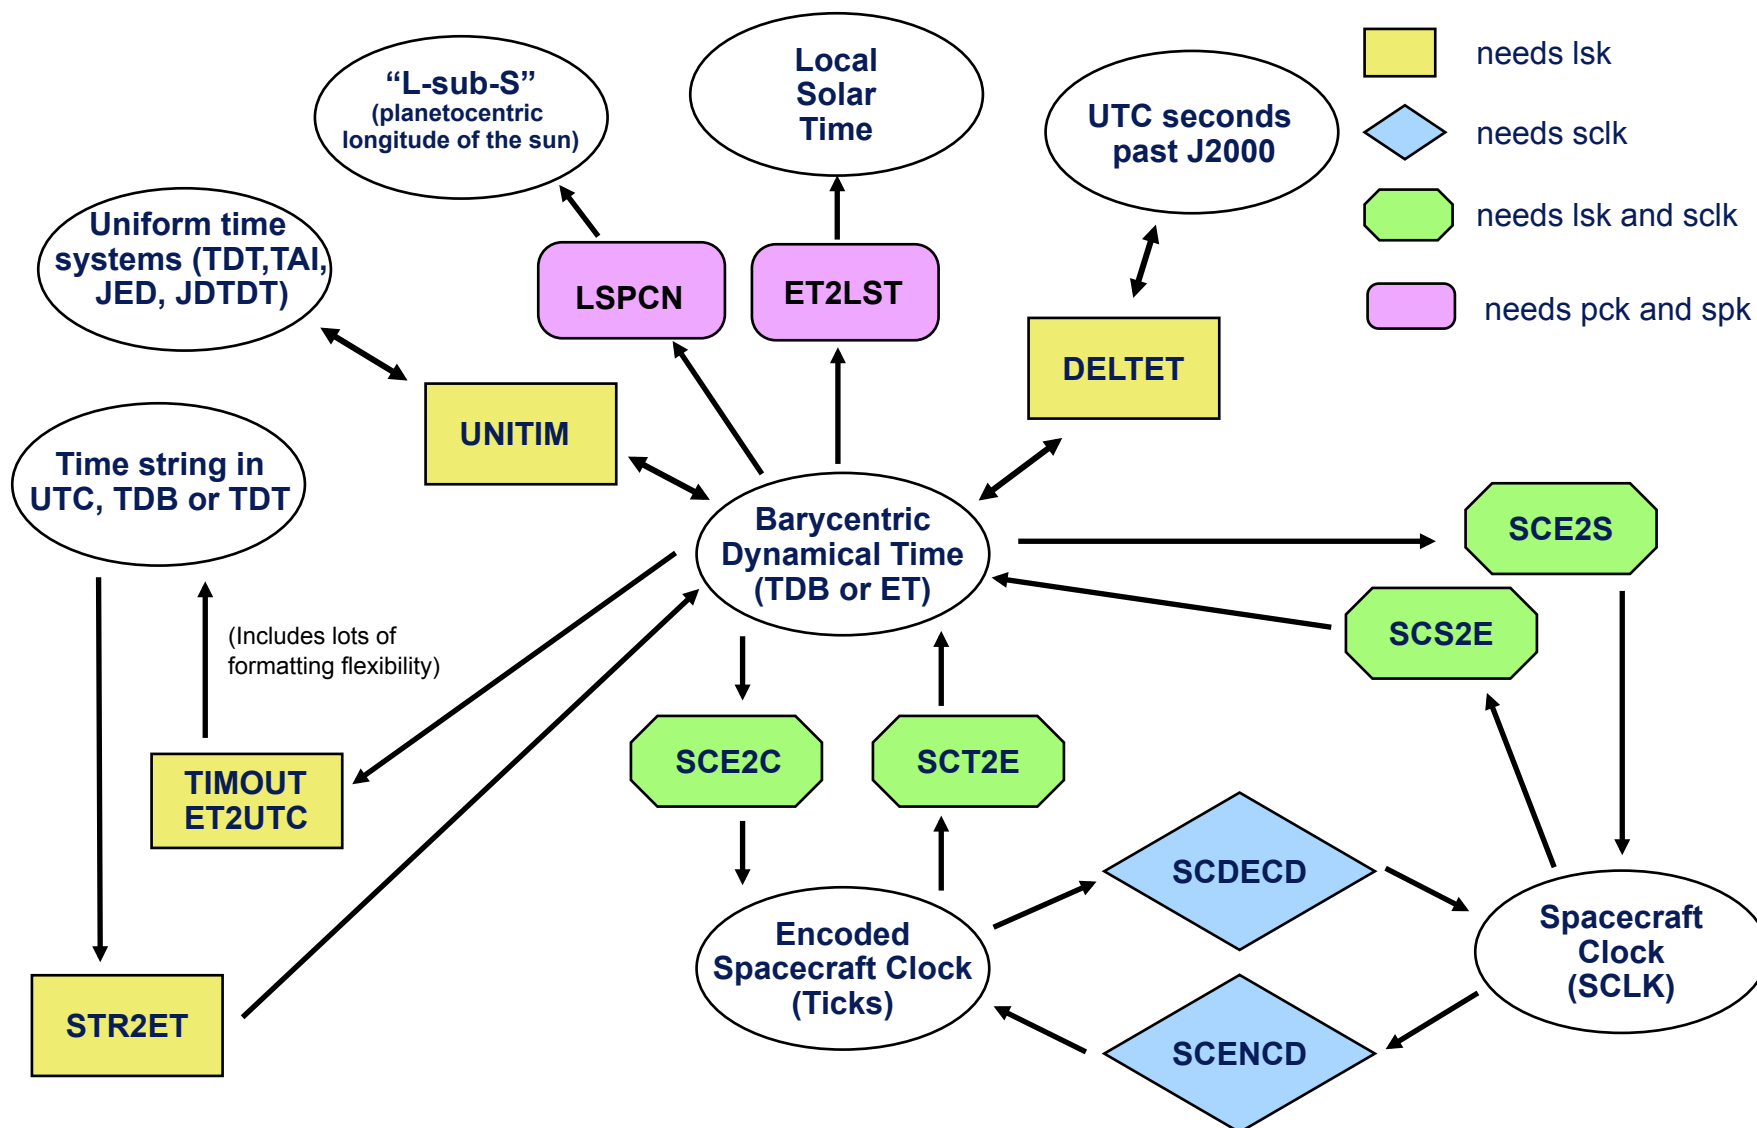 “L-sub-S”
(planetocentric
longitude of the sun)
Local
Solar
Time
UTC seconds
past J2000
needs lsk
needs sclk
needs lsk and sclk
needs pck and spk
Uniform time
systems (TDT,TAI,
JED, JDTDT)
LSPCN
ET2LST
DELTET
UNITIM
Time string in
UTC, TDB or TDT
Barycentric
Dynamical Time
(TDB or ET)
SCE2S
SCS2E
(Includes lots of
formatting flexibility)
TIMOUT
ET2UTC
SCE2C
SCT2E
SCDECD
Encoded
Spacecraft Clock
(Ticks)
Spacecraft
Clock
(SCLK)
STR2ET
SCENCD